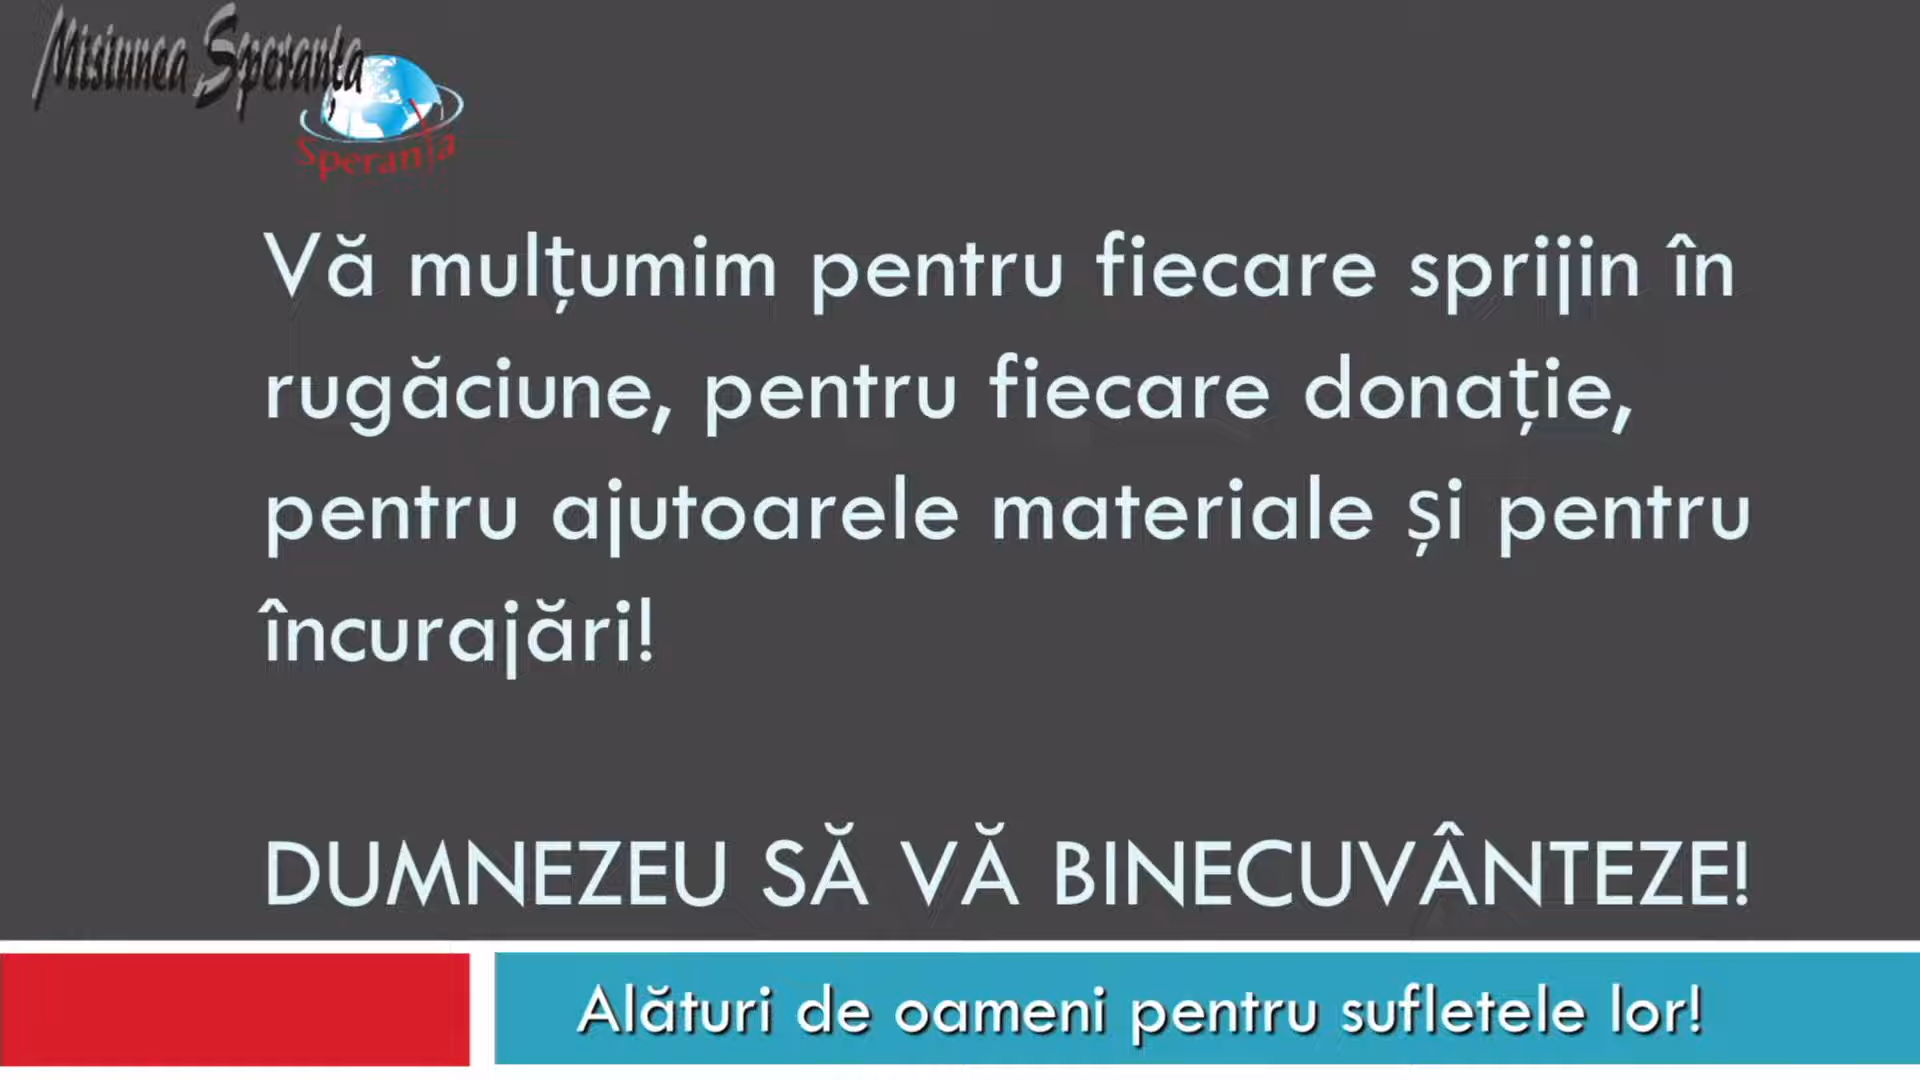 Misiunea Speranța
Speranța
Vă mulțumim pentru fiecare sprijin în
rugăciune, pentru fiecare donație,
pentru ajutoarele materiale și pentru
încurajări!
DUMNEZEU SĂ VĂ BINECUVÂNTEZE!
Alături de oameni pentru sufletele lor!